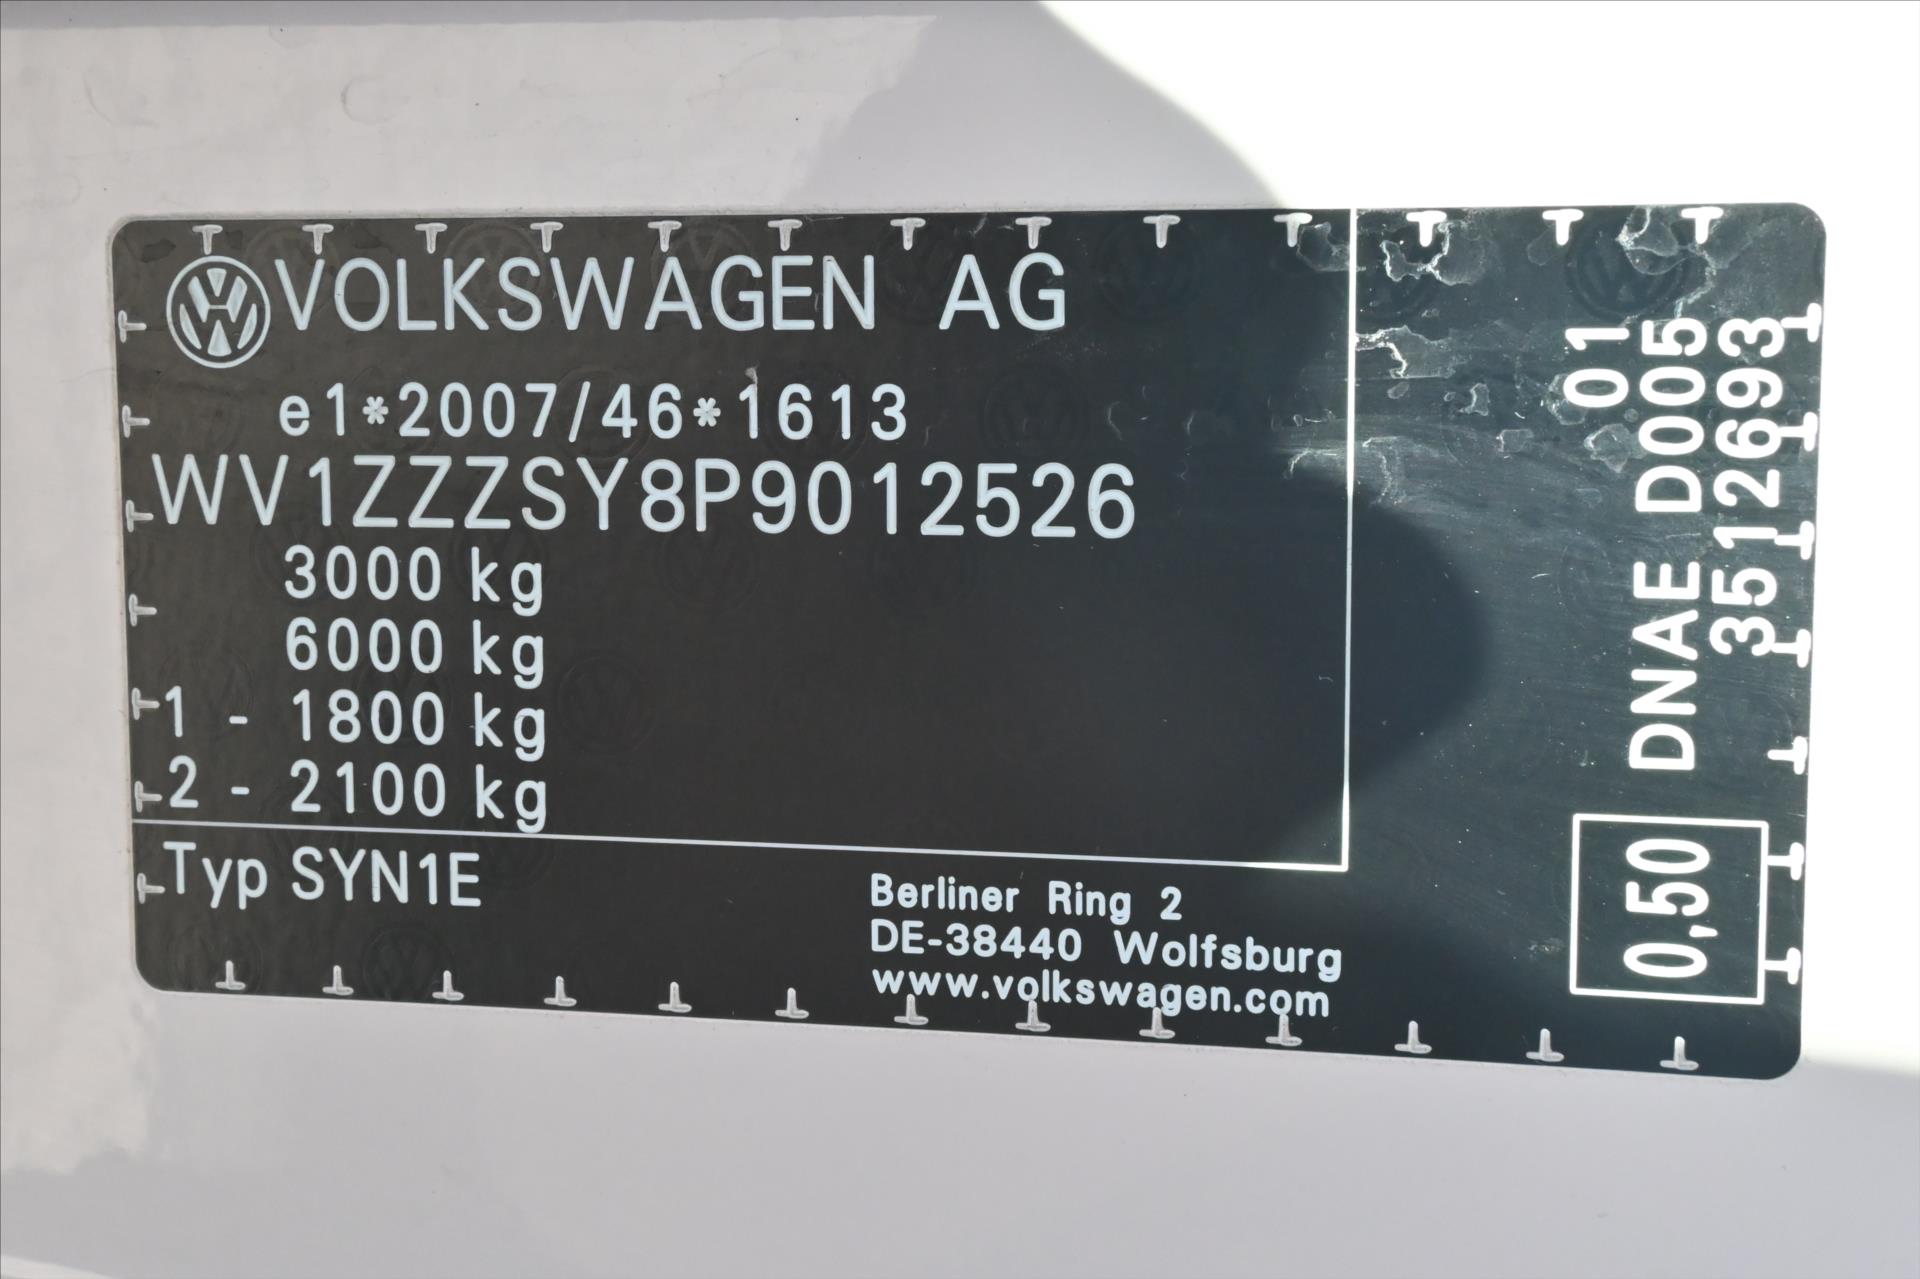 VOLKSWAGEN AG
e1*2007/46*1613
WV1ZZZSY8P9012526
3000 kg
6000 kg
1 - 1800 kg
2 - 2100 kg
Typ SYN1E
Berliner Ring 2
DE-38440 Wolfsburg
www.volkswagen.com
01
0,50 DNAE D005
3512693